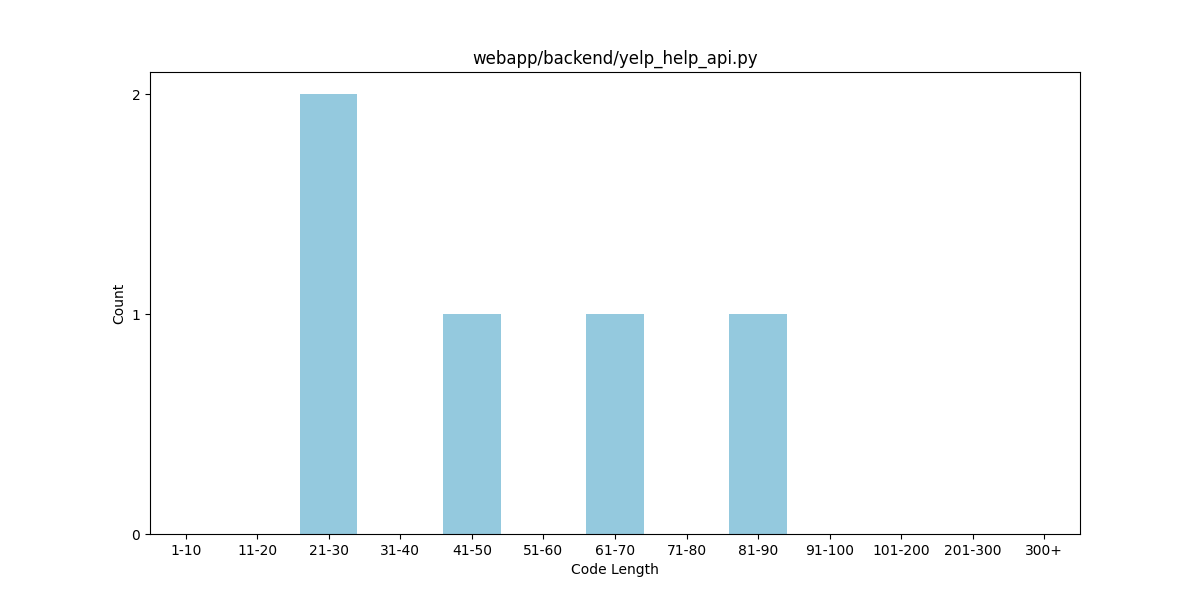 webapp/backend/yelp_help_api.py
Count
2
1
0
1-10 11-20 21-30 31-40 41-50 51-60 61-70 71-80 81-90 91-100 101-200 201-300 300+
Code Length